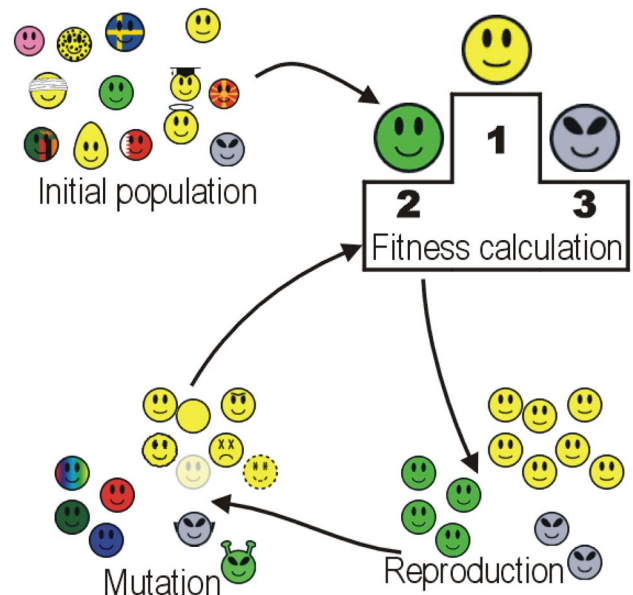 Initial population
1
2
3
Fitness calculation
Mutation
Reproduction